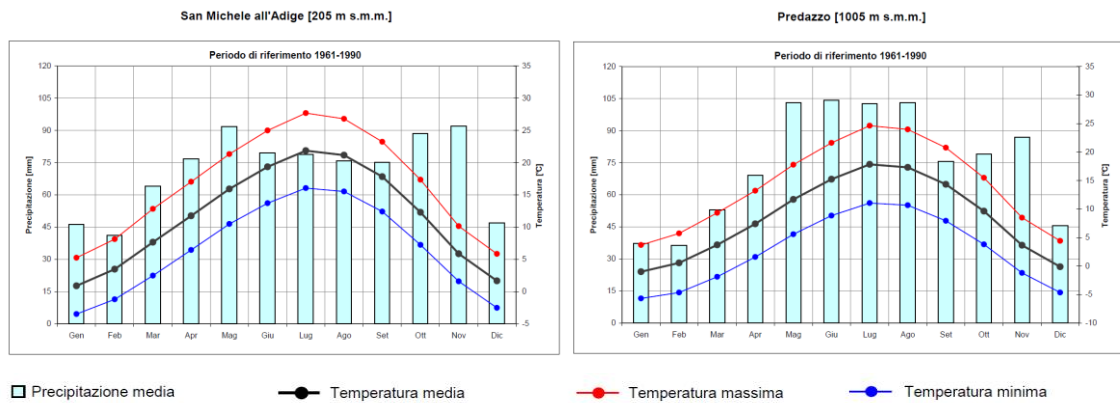 San Michele all'Adige [205 m s.m.m.]
Predazzo [1005 m s.m.m.]
Periodo di riferimento 1961-1990
120
105
90
75
60
45
30
15
0
Precipitazione [mm]
35
30
25
20
15
10
5
0
-5
Temperatura [°C]
Gen Feb Mar Apr Mag Giu Lug Ago Set Ott Nov Dic
Periodo di riferimento 1961-1990
120
105
90
75
60
45
30
15
0
Precipitazione [mm]
35
30
25
20
15
10
5
0
-5
-10
Temperatura [°C]
Gen Feb Mar Apr Mag Giu Lug Ago Set Ott Nov Dic
Precipitazione media
Temperatura media
Temperatura massima
Temperatura minima